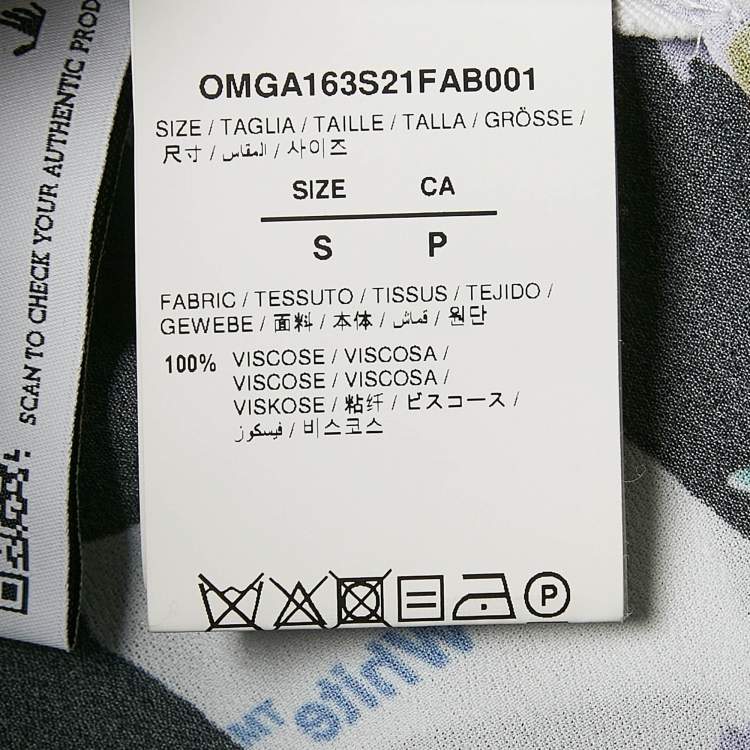 OMGA163S21FAB001
SIZE / TAGLIA / TAILLE / TALLA / GRÖSSE /
尺寸 / المقاس / 사이즈
SIZE CA
S P
FABRIC / TESSUTO / TISSUS / TEJIDO /
GEWEBE / 面料 / 本体 / قماش / 원단
100% VISCOSE / VISCOSA /
VISCOSE / VISCOSA /
VISKOSE / 粘纤 / ビスコース /
فيسكوز / 비스코스
P
SCAN TO CHECK YOUR AUTHENTIC PROD
White TM